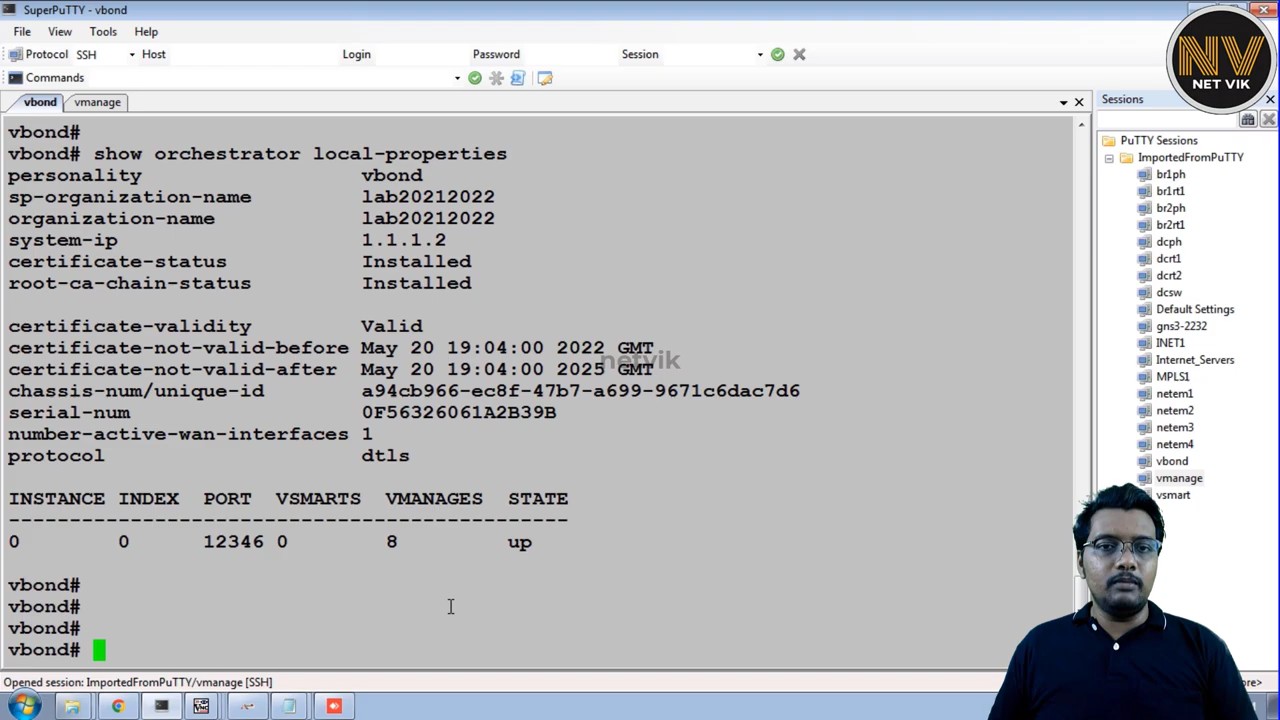 SuperPuTTY - vbond
File View Tools Help
Protocol SSH Host Login Password Session
Commands
vbond vmanage
vbond#
vbond# show orchestrator local-properties
personality vbond
sp-organization-name lab20212022
organization-name lab20212022
system-ip 1.1.1.2
certificate-status Installed
root-ca-chain-status Installed
certificate-validity Valid
certificate-not-valid-before May 20 19:04:00 2022 GMT
certificate-not-valid-after May 20 19:04:00 2025 GMT
chassis-num/unique-id a94cb966-ec8f-47b7-a699-9671c6dac7d6
serial-num 0F56326061A2B39B
number-active-wan-interfaces 1
protocol dtls
INSTANCE INDEX PORT VSMARTS VMANAGES STATE
------------------------------------------------------
0 0 12346 0 8 up
vbond#
vbond#
vbond#
vbond#
netvik
Opened session: ImportedFromPuTTY/vmanage [SSH]
NV
NET VIK
Sessions
PuTTY Sessions
ImportedFromPuTTY
br1ph
br1rt1
br2ph
br2rt1
dcph
dcrt1
dcrt2
dcsw
Default Settings
gns3-2232
INET1
Internet_Servers
MPLS1
netem1
netem2
netem3
netem4
vbond
vmanage
vsmart